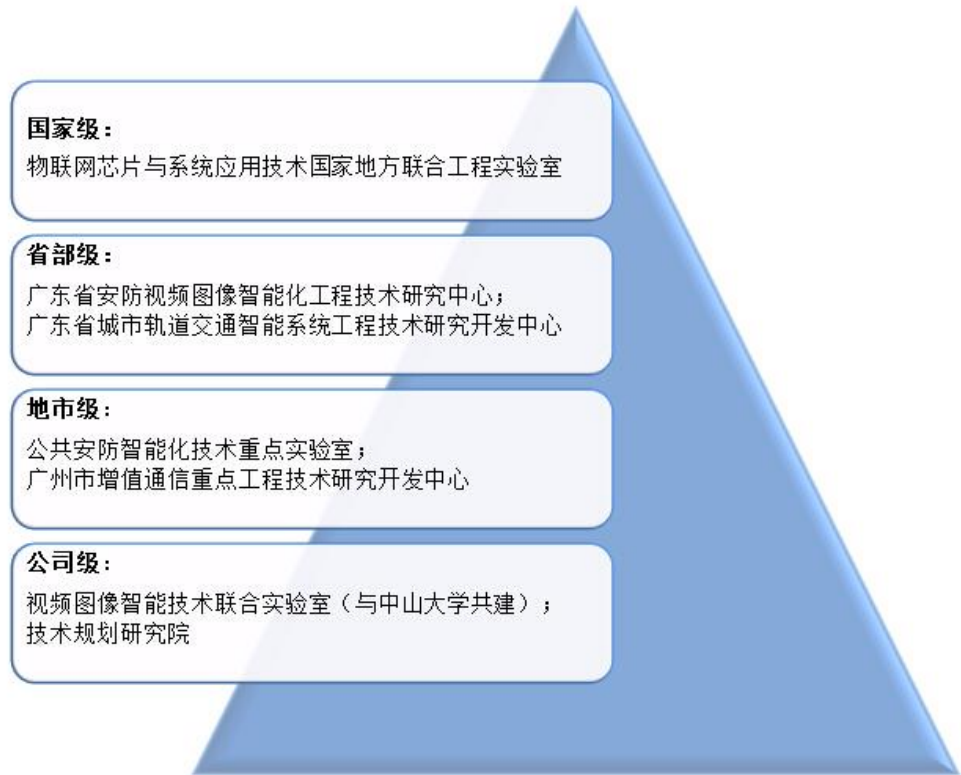 国家级：
物联网芯片与系统应用技术国家地方联合工程实验室
省部级：
广东省安防视频图像智能化工程技术研究中心；
广东省城市轨道交通智能系统工程技术研究开发中心
地市级：
公共安防智能化技术重点实验室；
广州市增值通信重点工程技术研究开发中心
公司级：
视频图像智能技术联合实验室（与中山大学共建）；
技术规划研究院